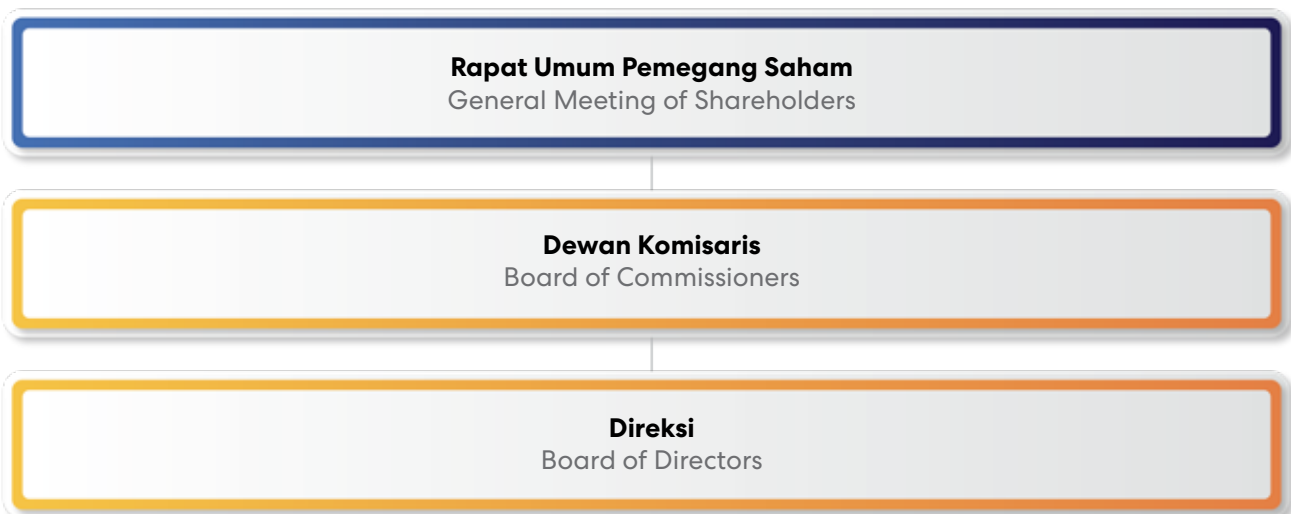 Rapat Umum Pemegang Saham
General Meeting of Shareholders
Dewan Komisaris
Board of Commissioners
Direksi
Board of Directors